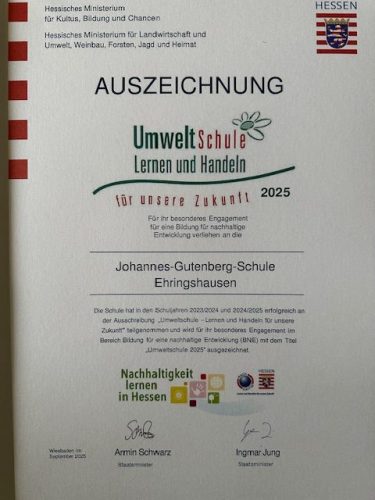 Hessisches Ministerium
für Kultus, Bildung und Chancen
HESSEN
Hessisches Ministerium für Landwirtschaft und
Umwelt, Weinbau, Forsten, Jagd und Heimat
AUSZEICHNUNG
UmweltSchule
Lernen und Handeln
für unsere Zukunft 2025
Für ihr besonderes Engagement
für eine Bildung für nachhaltige
Entwicklung verliehen an die
Johannes-Gutenberg-Schule
Ehringshausen
Die Schule hat in den Schuljahren 2023/2024 und 2024/2025 erfolgreich an
der Ausschreibung „Umweltschule – Lernen und Handeln für unsere
Zukunft" teilgenommen und wird für ihr besonderes Engagement im
Bereich Bildung für eine nachhaltige Entwicklung (BNE) mit dem Titel
„Umweltschule 2025" ausgezeichnet.
Nachhaltigkeit
lernen
in Hessen
HESSEN
Wiesbaden im
September 2025
Armin Schwarz
Staatsminister
Ingmar Jung
Staatsminister